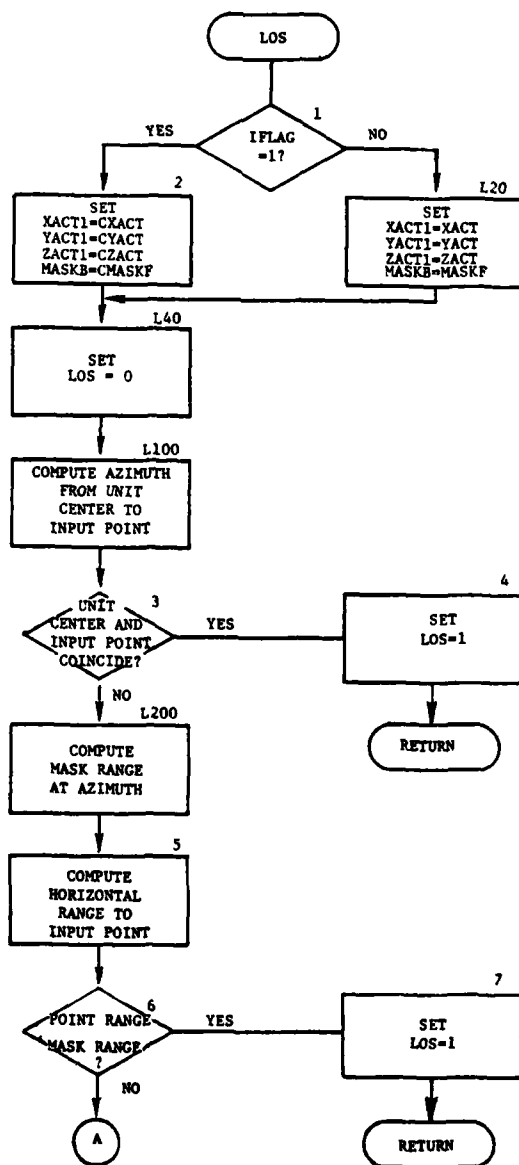 LOS
1
IFLAG
=1?
YES
NO
2
SET
XACT1=CXACT
YACT1=CYACT
ZACT1=CZACT
MASKB=CMASKF
L20
SET
XACT1=XACT
YACT1=YACT
ZACT1=ZACT
MASKB=MASKF
L40
SET
LOS = 0
L100
COMPUTE AZIMUTH
FROM UNIT
CENTER TO
INPUT POINT
3
UNIT
CENTER AND
INPUT POINT
COINCIDE?
YES
NO
4
SET
LOS=1
RETURN
L200
COMPUTE
MASK RANGE
AT AZIMUTH
5
COMPUTE
HORIZONTAL
RANGE TO
INPUT POINT
6
POINT RANGE
MASK RANGE
?
YES
NO
7
SET
LOS=1
RETURN
A